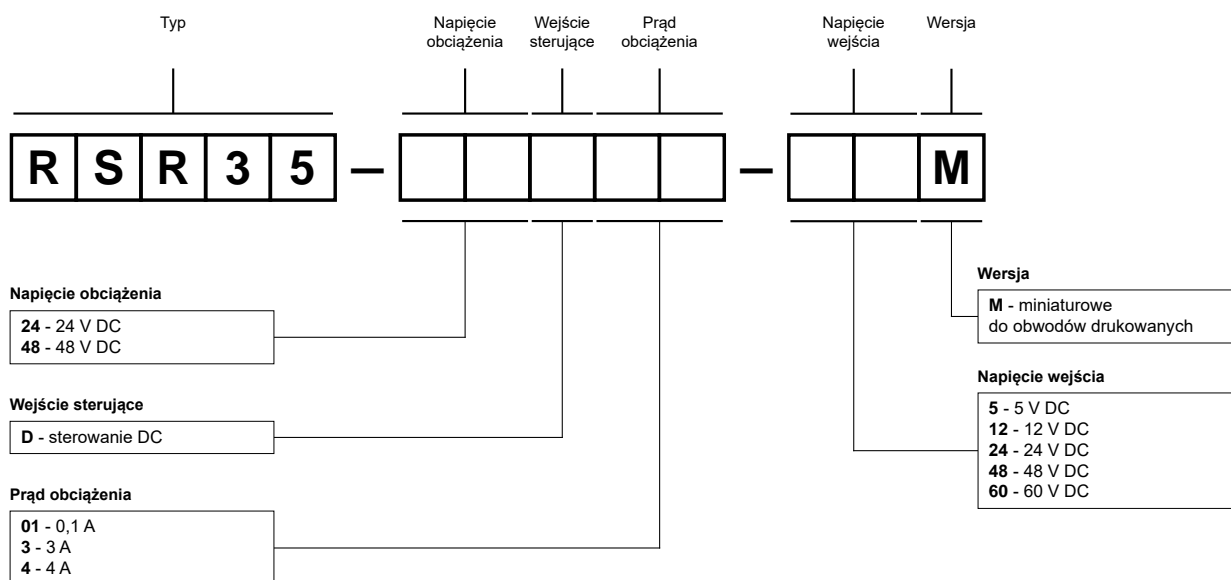 Typ
Napięcie
obciążenia
Wejście
sterujące
Prąd
obciążenia
Napięcie
wejścia
Wersja
R S R 3 5 – – M
Napięcie obciążenia
24 - 24 V DC
48 - 48 V DC
Wejście sterujące
D - sterowanie DC
Prąd obciążenia
01 - 0,1 A
3 - 3 A
4 - 4 A
Wersja
M - miniaturowe
do obwodów drukowanych
Napięcie wejścia
5 - 5 V DC
12 - 12 V DC
24 - 24 V DC
48 - 48 V DC
60 - 60 V DC